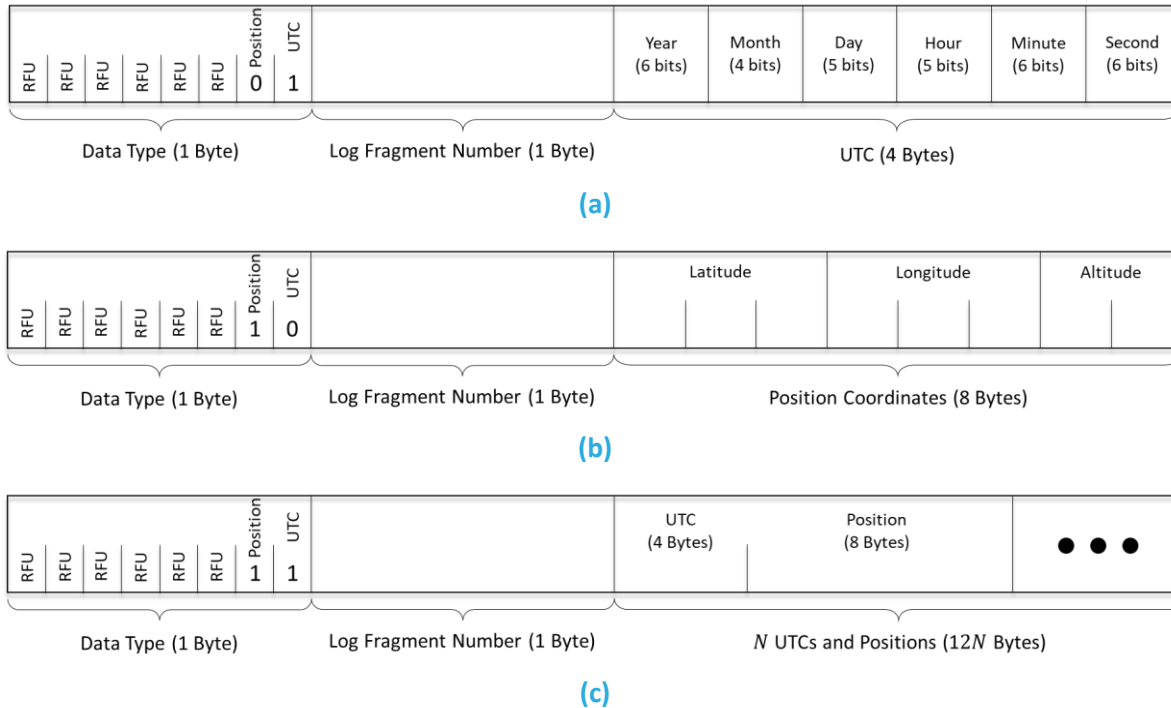 RFU RFU RFU RFU RFU RFU Position UTC
0 1
Year Month Day Hour Minute Second
(6 bits) (4 bits) (5 bits) (5 bits) (6 bits) (6 bits)
Data Type (1 Byte) Log Fragment Number (1 Byte) UTC (4 Bytes)
(a)
RFU RFU RFU RFU RFU RFU Position UTC
1 0
Latitude Longitude Altitude
Data Type (1 Byte) Log Fragment Number (1 Byte) Position Coordinates (8 Bytes)
(b)
RFU RFU RFU RFU RFU RFU Position UTC
1 1
UTC Position
(4 Bytes) (8 Bytes)
Data Type (1 Byte) Log Fragment Number (1 Byte) N UTCs and Positions (12N Bytes)
(c)